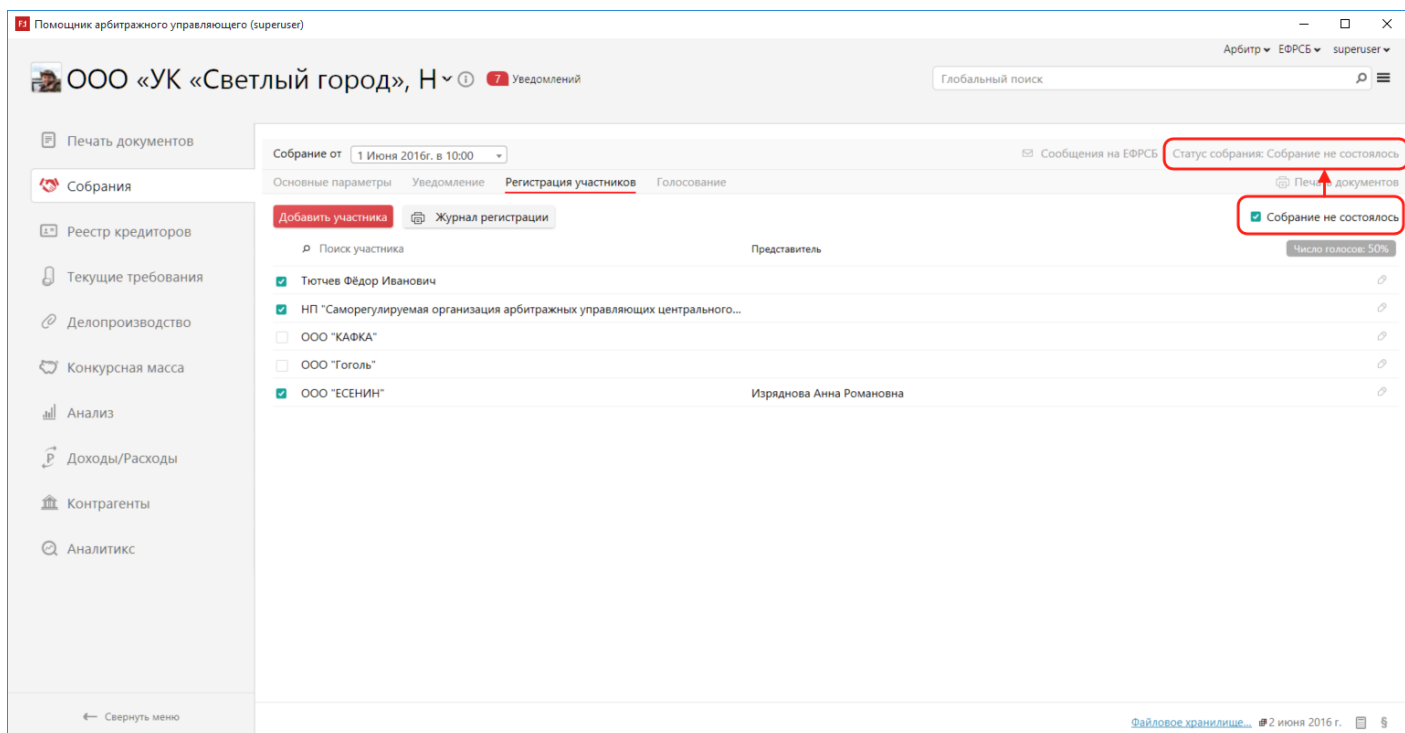 Помощник арбитражного управляющего (superuser)
Арбитр ЕФРСБ superuser
ООО «УК «Светлый город», Н 7 Уведомлений
Глобальный поиск
Печать документов
Собрания
Реестр кредиторов
Текущие требования
Делопроизводство
Конкурсная масса
Анализ
Доходы/Расходы
Контрагенты
Аналитикс
Свернуть меню
Собрание от 1 Июня 2016г. в 10:00 Сообщения на ЕФРСБ Статус собрания: Собрание не состоялось
Основные параметры Уведомление Регистрация участников Голосование Печать документов
Добавить участника Журнал регистрации Собрание не состоялось
Поиск участника Представитель Число голосов: 50%
Тютчев Фёдор Иванович
НП "Саморегулируемая организация арбитражных управляющих центрального...
ООО "КАФКА"
ООО "Гоголь"
ООО "ЕСЕНИН" Изряднова Анна Романовна
Файловое хранилище... 2 июня 2016 г. §